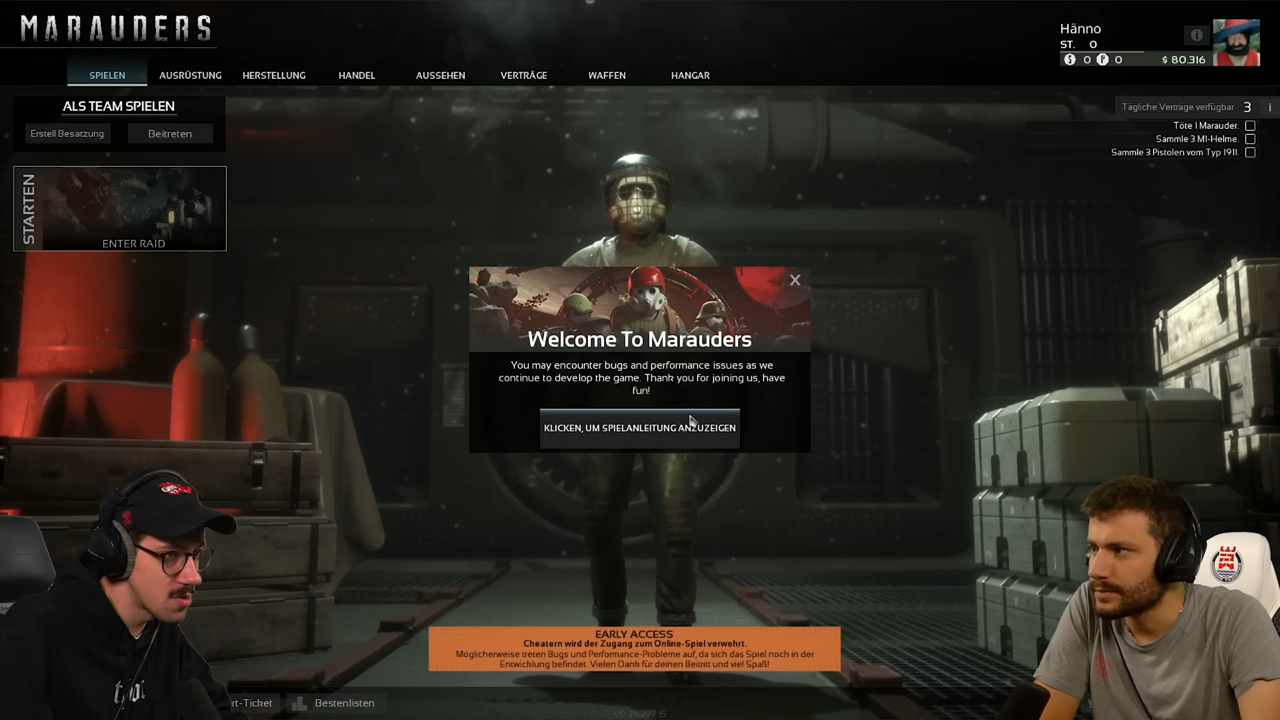 MARAUDERS
Hänno
ST. 0
0 0 $ 80.316
SPIELEN AUSRÜSTUNG HERSTELLUNG HANDEL AUSSEHEN VERTRÄGE WAFFEN HANGAR
ALS TEAM SPIELEN
Erstell Besatzung Beitreten
Tägliche Verträge verfügbar 3 i
Töte 1 Marauder.
Sammle 3 M1-Helme.
Sammle 3 Pistolen vom Typ 1911.
STARTEN
ENTER RAID
X
Welcome To Marauders
You may encounter bugs and performance issues as we
continue to develop the game. Thank you for joining us, have
fun!
KLICKEN, UM SPIELANLEITUNG ANZUZEIGEN
EARLY ACCESS
Cheatern wird der Zugang zum Online-Spiel verwehrt.
Möglicherweise treten Bugs und Performance-Probleme auf, da sich das Spiel noch in der
Entwicklung befindet. Vielen Dank für deinen Beitritt und viel Spaß!
rt-Ticket Bestenlisten